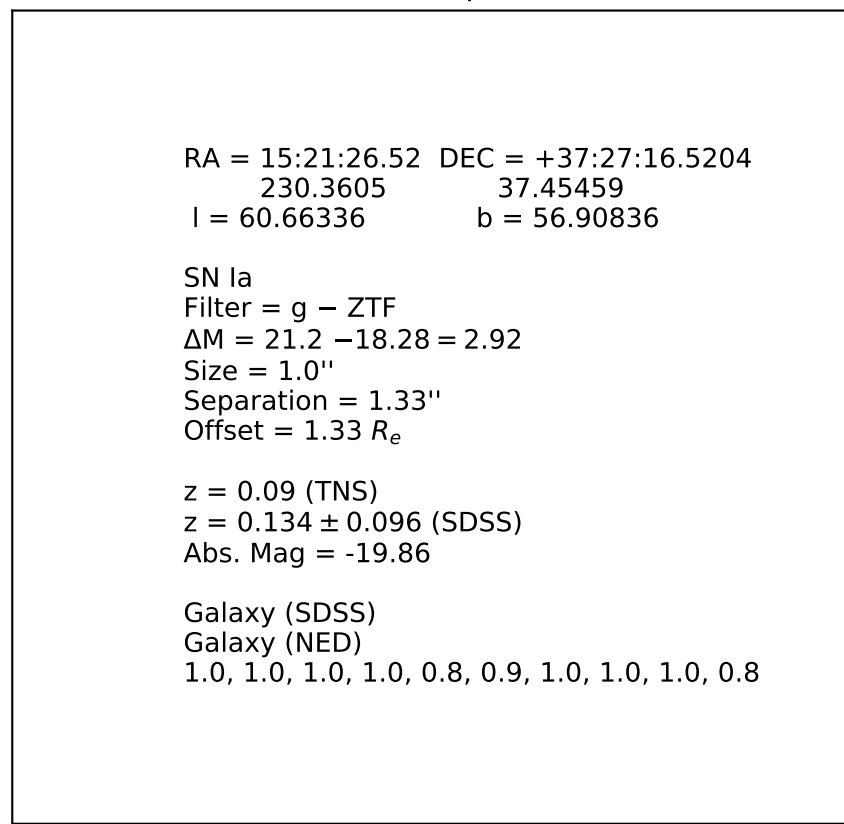 RA = 15:21:26.52  DEC = +37:27:16.5204
230.3605  37.45459
l = 60.66336  b = 56.90836
SN Ia
Filter = g − ZTF
ΔM = 21.2 −18.28 = 2.92
Size = 1.0''
Separation = 1.33''
Offset = 1.33 Rₑ
z = 0.09 (TNS)
z = 0.134 ± 0.096 (SDSS)
Abs. Mag = -19.86
Galaxy (SDSS)
Galaxy (NED)
1.0, 1.0, 1.0, 1.0, 0.8, 0.9, 1.0, 1.0, 1.0, 0.8